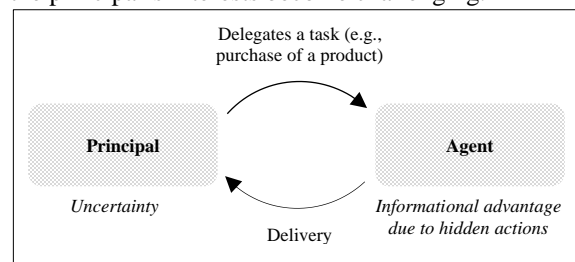 Delegates a task (e.g.,
purchase of a product)
Principal
Agent
Uncertainty
Informational advantage
due to hidden actions
Delivery